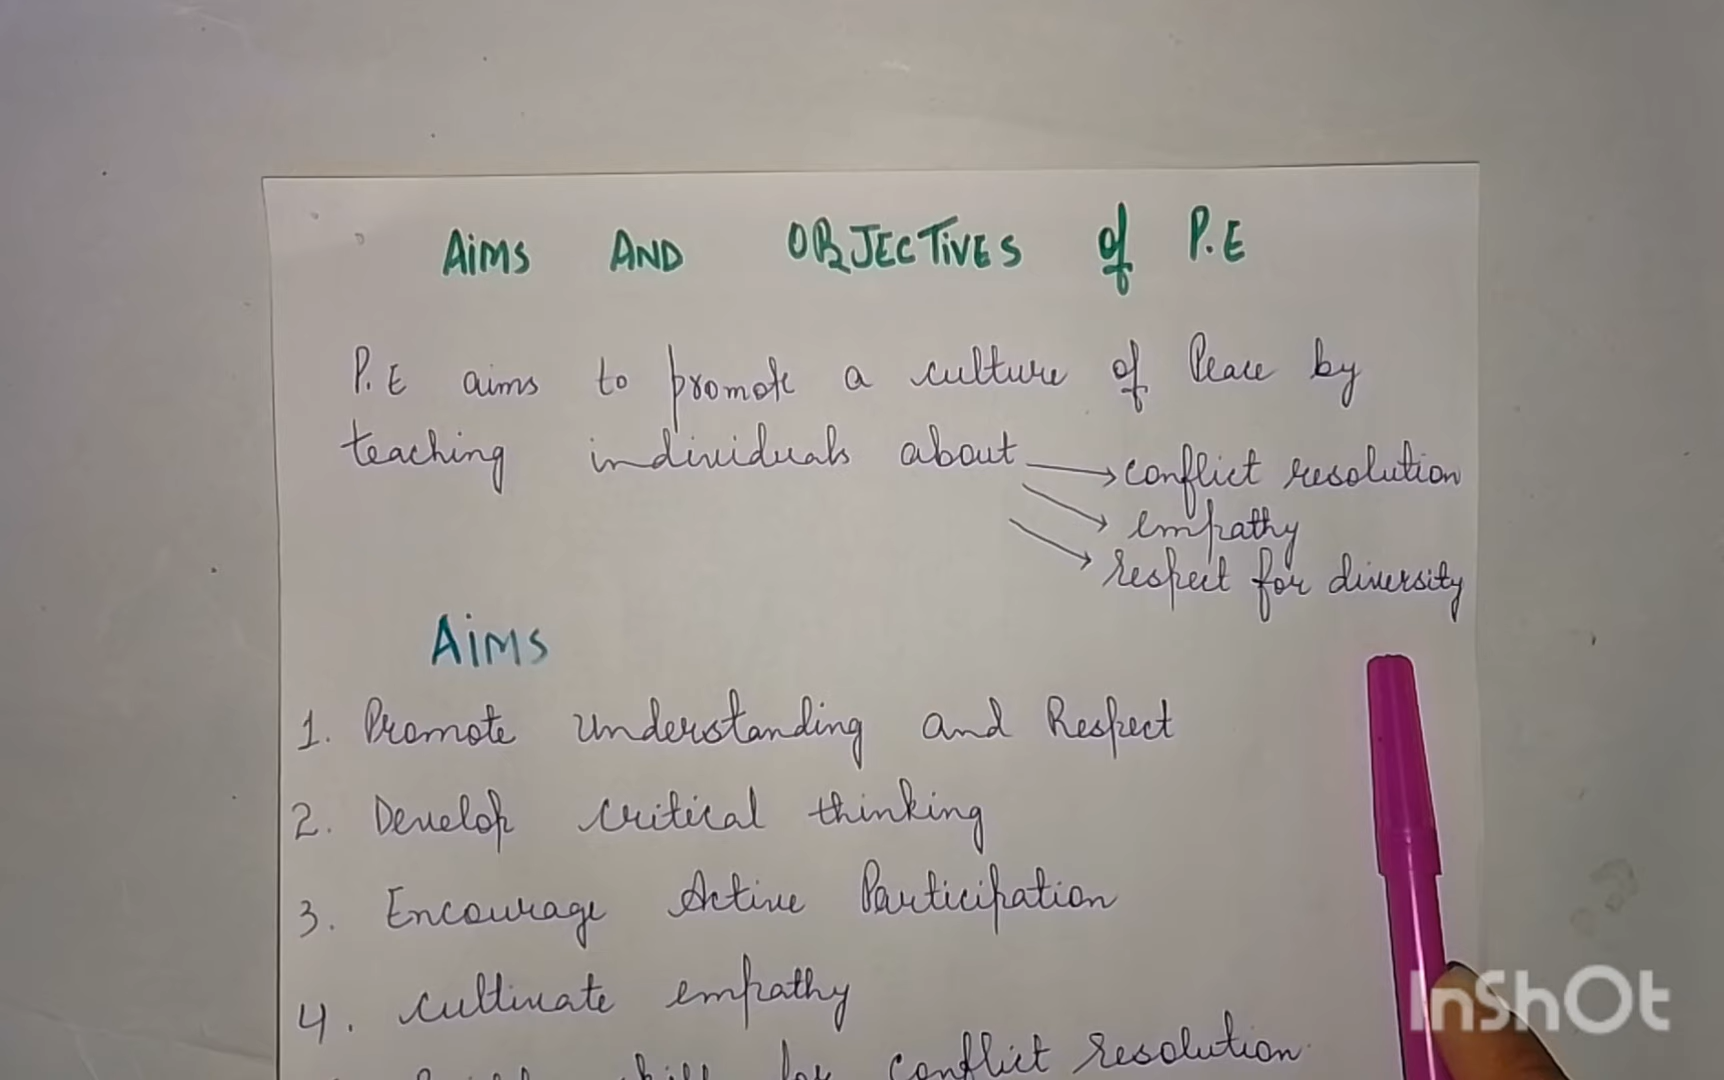 AIMS AND OBJECTIVES of P.E
P.E aims to promote a culture of Peace by
teaching individuals about → conflict resolution
→ empathy
→ respect for diversity
AIMS
1. Promote understanding and Respect
2. Develop critical thinking
3. Encourage Active Participation
4. cultivate empathy
skills for conflict resolution
InShOt